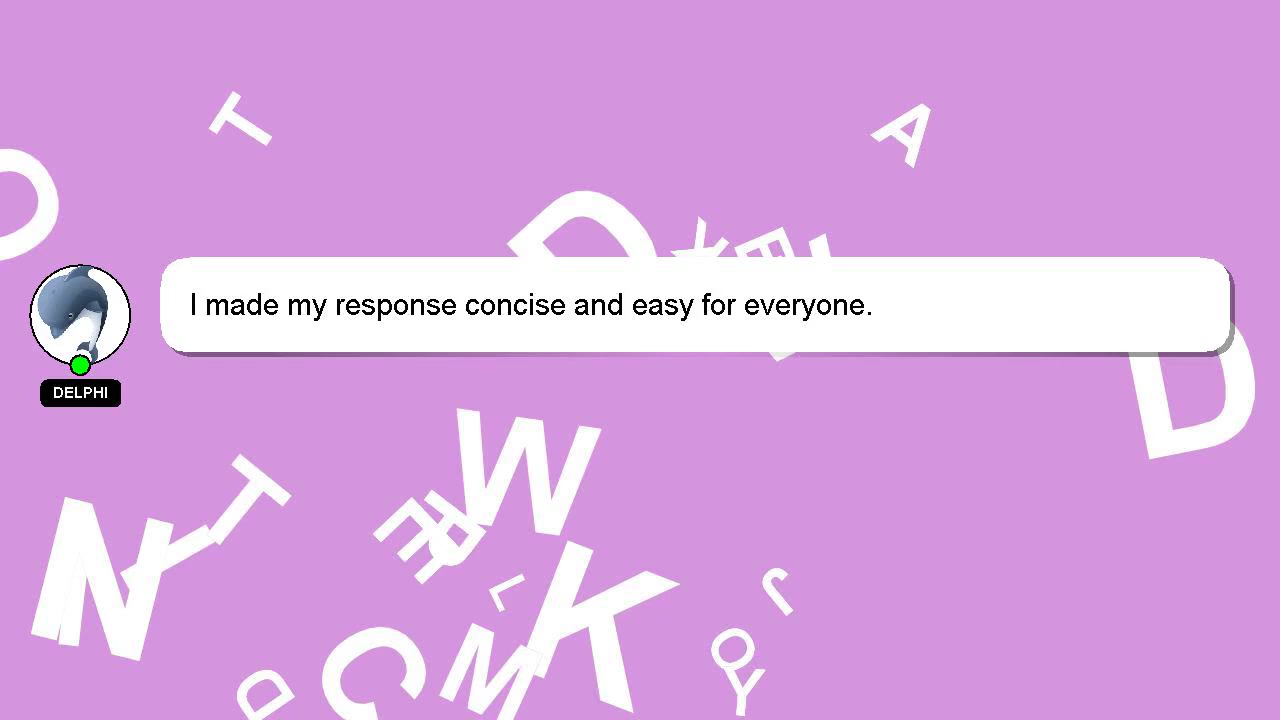 I made my response concise and easy for everyone.
DELPHI
T
A
O
D
K
E
D
W
T
N
Y
E
R
L
K
J
C
M
O
Y
D